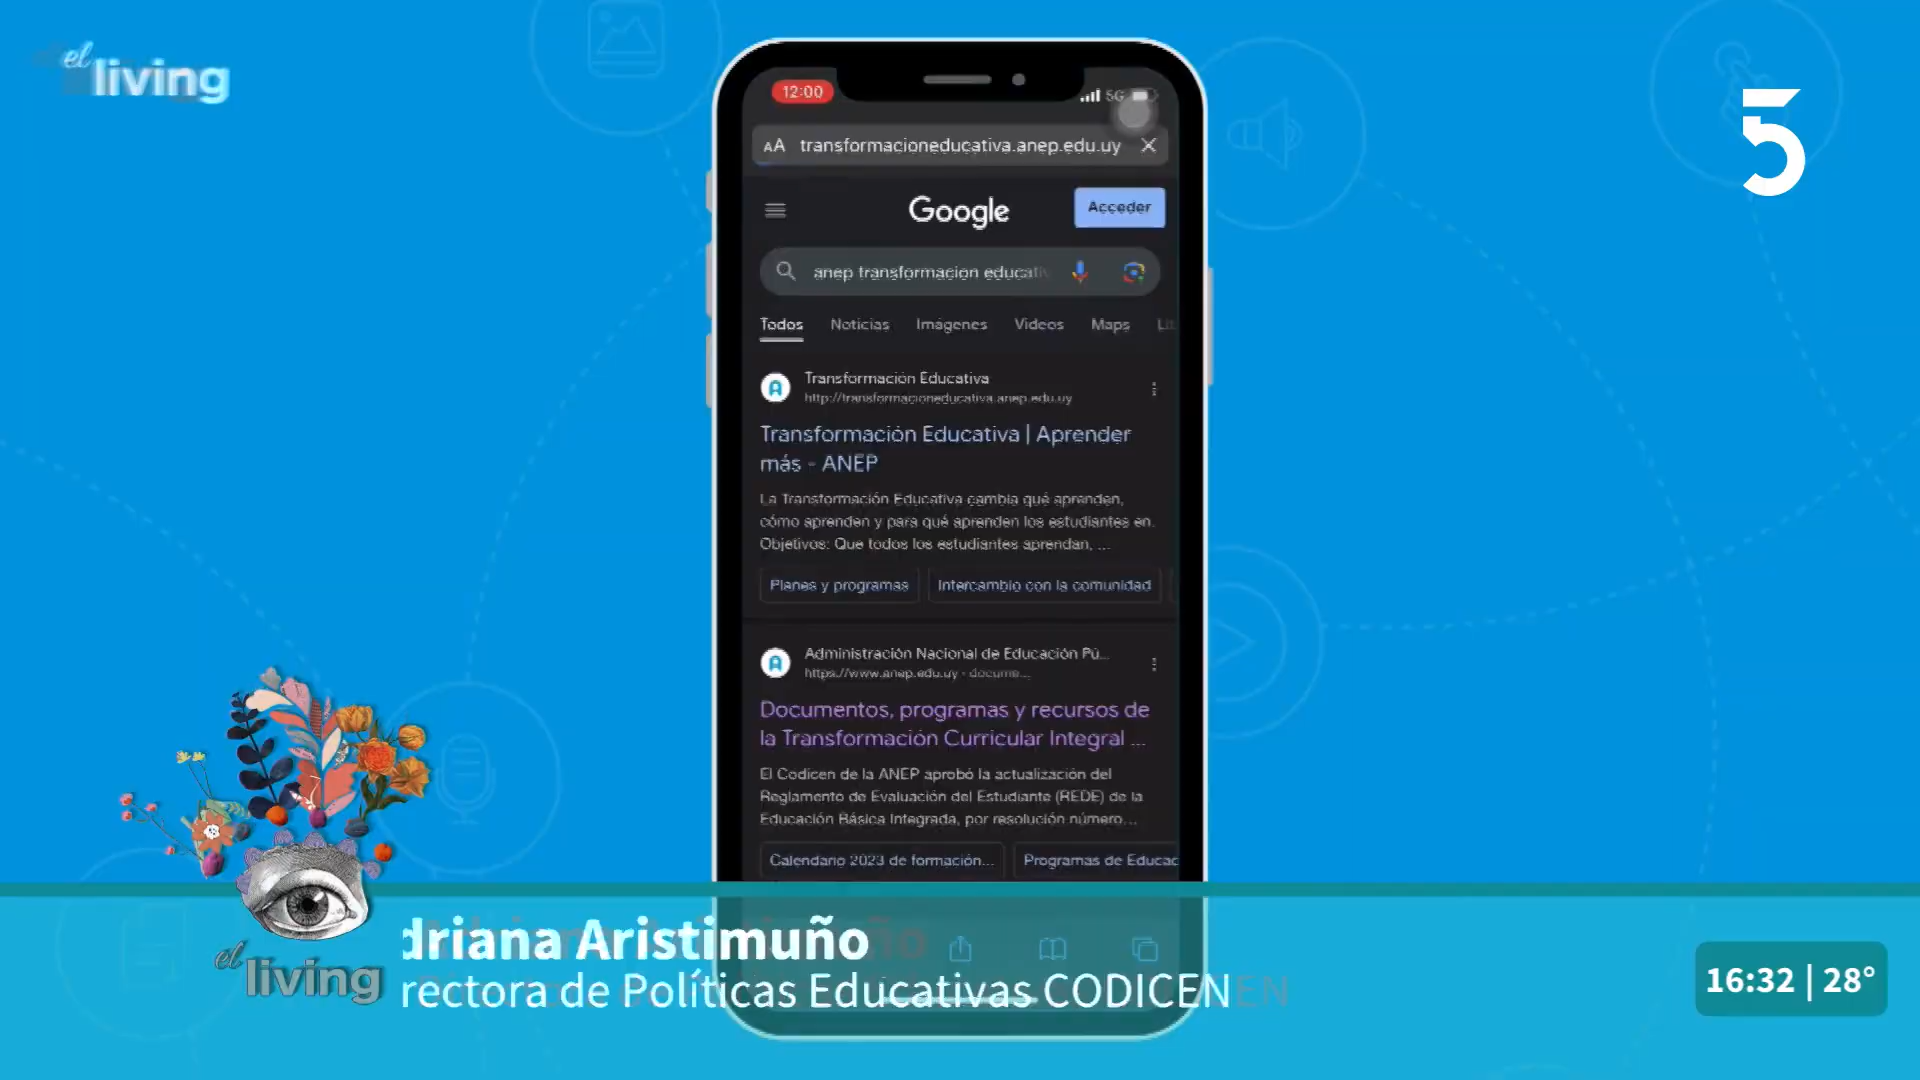 el living
5
12:00
5G
AA transformacioneducativa.anep.edu.uy
Google
Acceder
anep transformacion educativ
Todos Noticias Imágenes Videos Maps
Transformación Educativa
http://transformacioneducativa.anep.edu.uy
Transformación Educativa | Aprender
más - ANEP
La Transformación Educativa cambia qué aprenden,
cómo aprenden y para qué aprenden los estudiantes en.
Objetivos: Que todos los estudiantes aprendan, ...
Planes y programas
Intercambio con la comunidad
Administración Nacional de Educación Pú...
https://www.anep.edu.uy › docume...
Documentos, programas y recursos de
la Transformación Curricular Integral ...
El Codicen de la ANEP aprobó la actualización del
Reglamento de Evaluación del Estudiante (REDE) de la
Educación Básica Integrada, por resolución número...
Calendario 2023 de formación...
Programas de Educac
driana Aristimuño
rectora de Políticas Educativas CODICEN
el living
16:32 | 28°